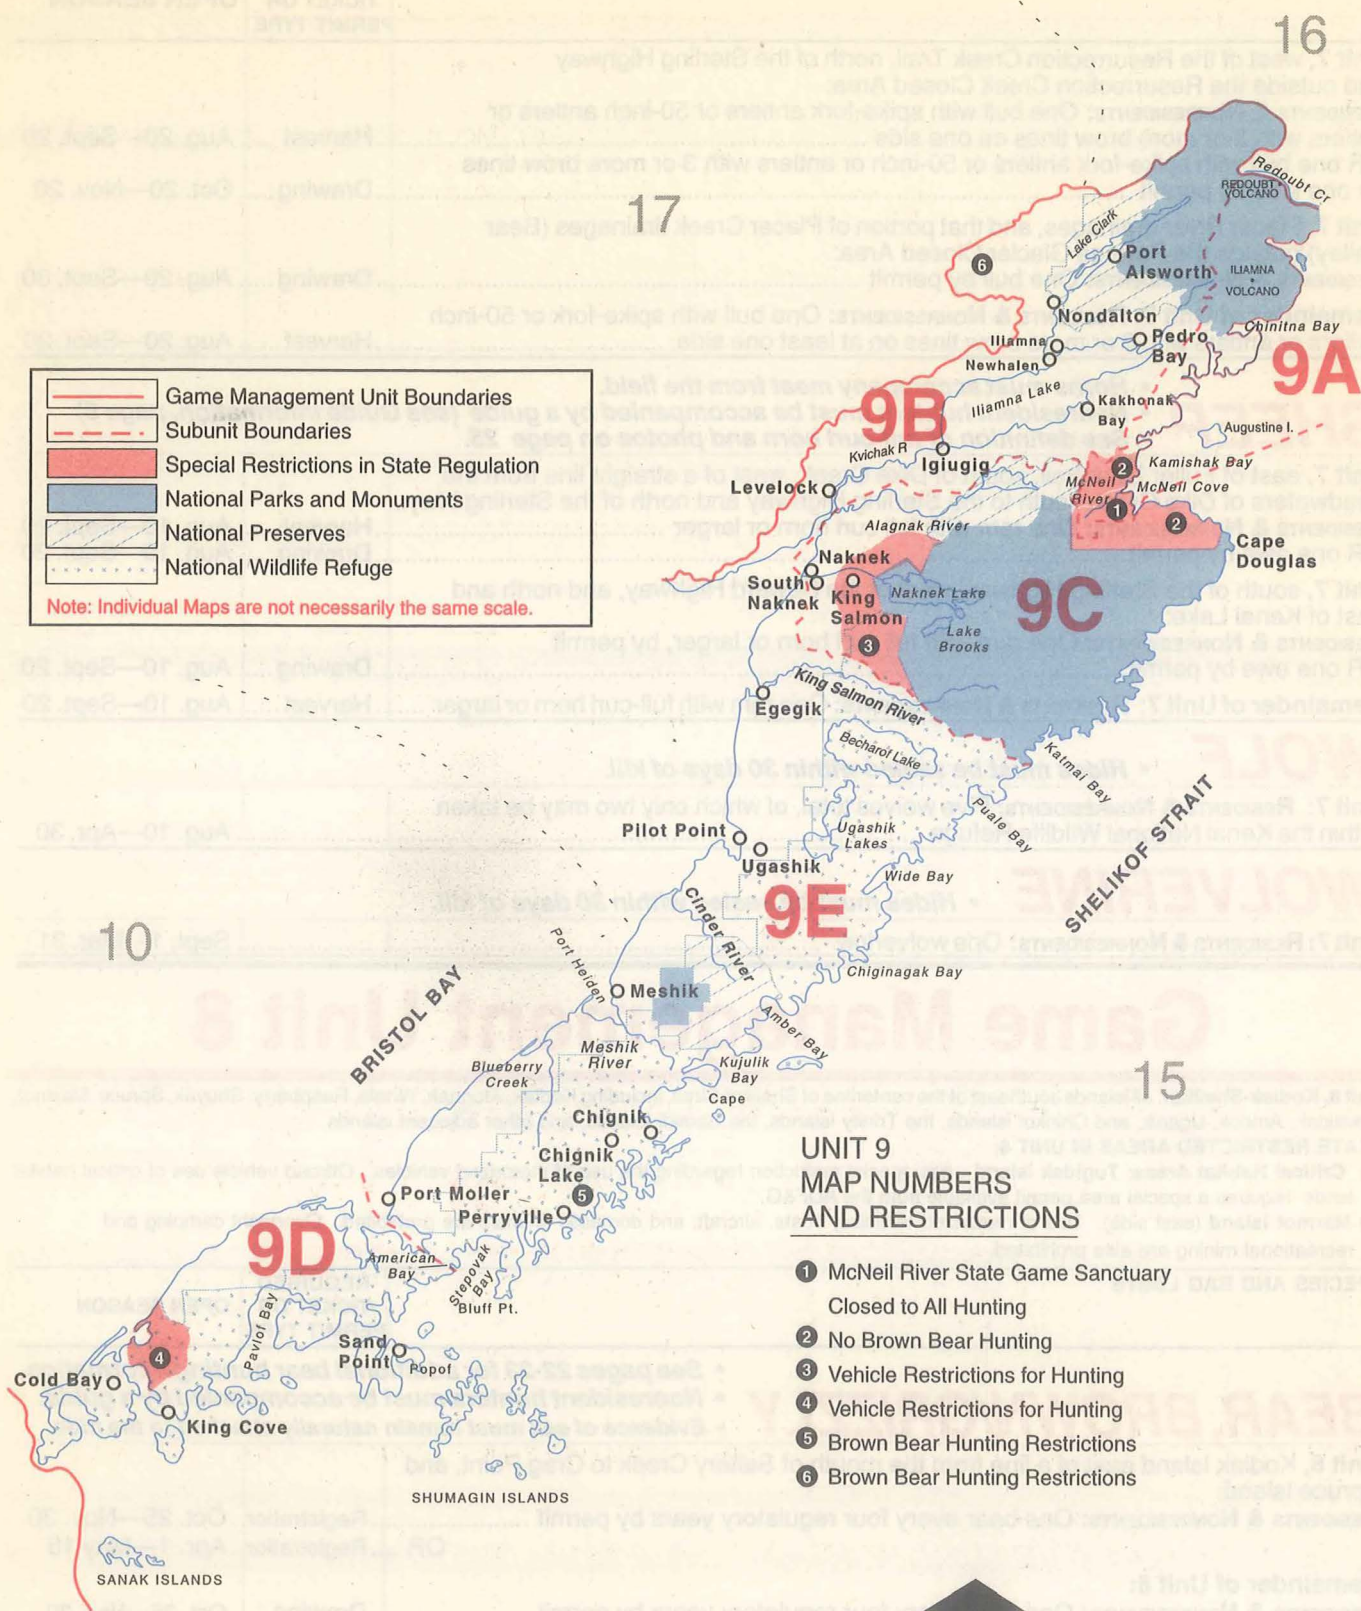 16
17
Redoubt Cr
REDOUBT
VOLCANO
Lake Clark
6
Port
Alsworth
ILIAMNA
VOLCANO
Nondalton
Chinitna Bay
Iliamna
Pedro
Bay
Newhalen
9A
Iliamna Lake
Kakhonak
Bay
9B
Augustine I.
Kvichak R
Igiugig
Kamishak Bay
2
Levelock
McNeil
River
McNeil Cove
1
2
Alagnak River
Cape
Douglas
Naknek
South
Naknek
King
Salmon
Naknek Lake
9C
Lake
Brooks
3
King Salmon River
Egegik
Becharof Lake
Katmai Bay
Puale Bay
SHELIKOF STRAIT
Pilot Point
Ugashik
Lakes
Ugashik
Wide Bay
9E
Cinder River
10
Port Heiden
Chiginagak Bay
BRISTOL BAY
Meshik
Amber Bay
Meshik
River
Kujulik
Bay
Blueberry
Creek
Cape
15
Chignik
Chignik
Lake
5
Port Moller
Perryville
9D
American
Bay
Stepovak
Bay
Bluff Pt.
Pavlof Bay
Sand
Point
Popof
4
Cold Bay
King Cove
SHUMAGIN ISLANDS
SANAK ISLANDS
Game Management Unit Boundaries
Subunit Boundaries
Special Restrictions in State Regulation
National Parks and Monuments
National Preserves
National Wildlife Refuge
Note: Individual Maps are not necessarily the same scale.
UNIT 9
MAP NUMBERS
AND RESTRICTIONS
1 McNeil River State Game Sanctuary
Closed to All Hunting
2 No Brown Bear Hunting
3 Vehicle Restrictions for Hunting
4 Vehicle Restrictions for Hunting
5 Brown Bear Hunting Restrictions
6 Brown Bear Hunting Restrictions